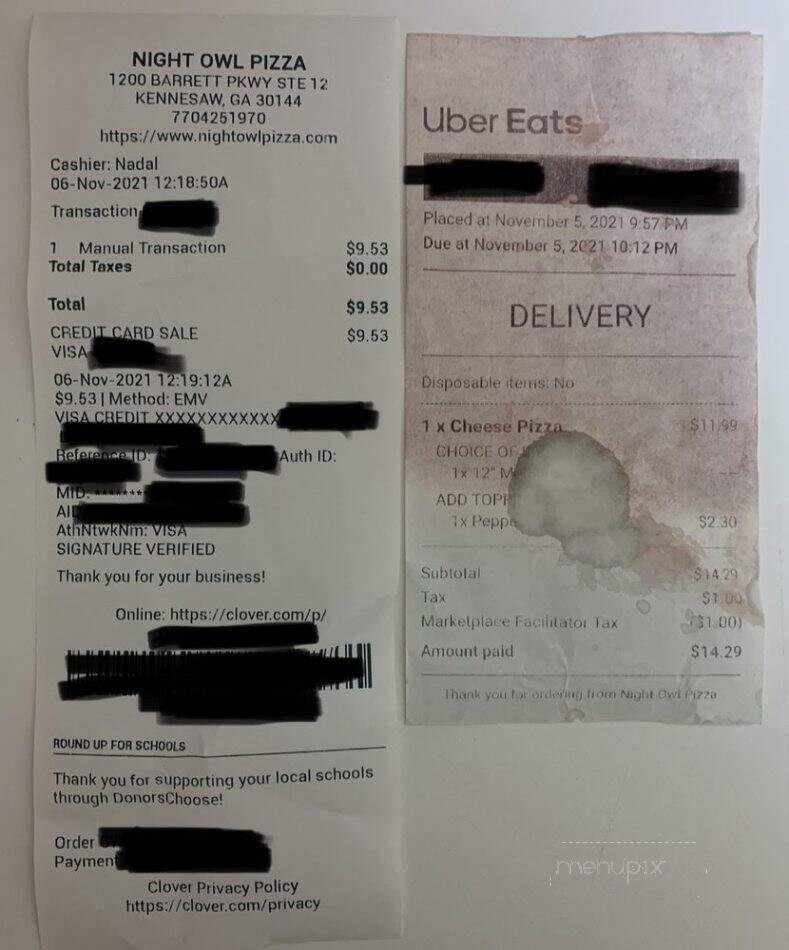 NIGHT OWL PIZZA
1200 BARRETT PKWY STE 12
KENNESAW, GA 30144
7704251970
https://www.nightowlpizza.com
Cashier: Nadal
06-Nov-2021 12:18:50A
Transaction
1 Manual Transaction $9.53
Total Taxes $0.00
Total $9.53
CREDIT CARD SALE $9.53
VISA
06-Nov-2021 12:19:12A
$9.53 | Method: EMV
VISA CREDIT XXXXXXXXXXXX
Reference ID: Auth ID:
MID: ********
AID
AthNtwkNm: VISA
SIGNATURE VERIFIED
Thank you for your business!
Online: https://clover.com/p/
ROUND UP FOR SCHOOLS
Thank you for supporting your local schools
through DonorsChoose!
Order
Payment
Clover Privacy Policy
https://clover.com/privacy
Uber Eats
Placed at November 5, 2021 9:57 PM
Due at November 5, 2021 10:12 PM
DELIVERY
Disposable items: No
1 x Cheese Pizza $11.99
CHOICE OF
1x 12" M --
ADD TOPP
1x Peppe $2.30
Subtotal $14.29
Tax $1.00
Marketplace Facilitator Tax ($1.00)
Amount paid $14.29
Thank you for ordering from Night Owl Pizza
menupix